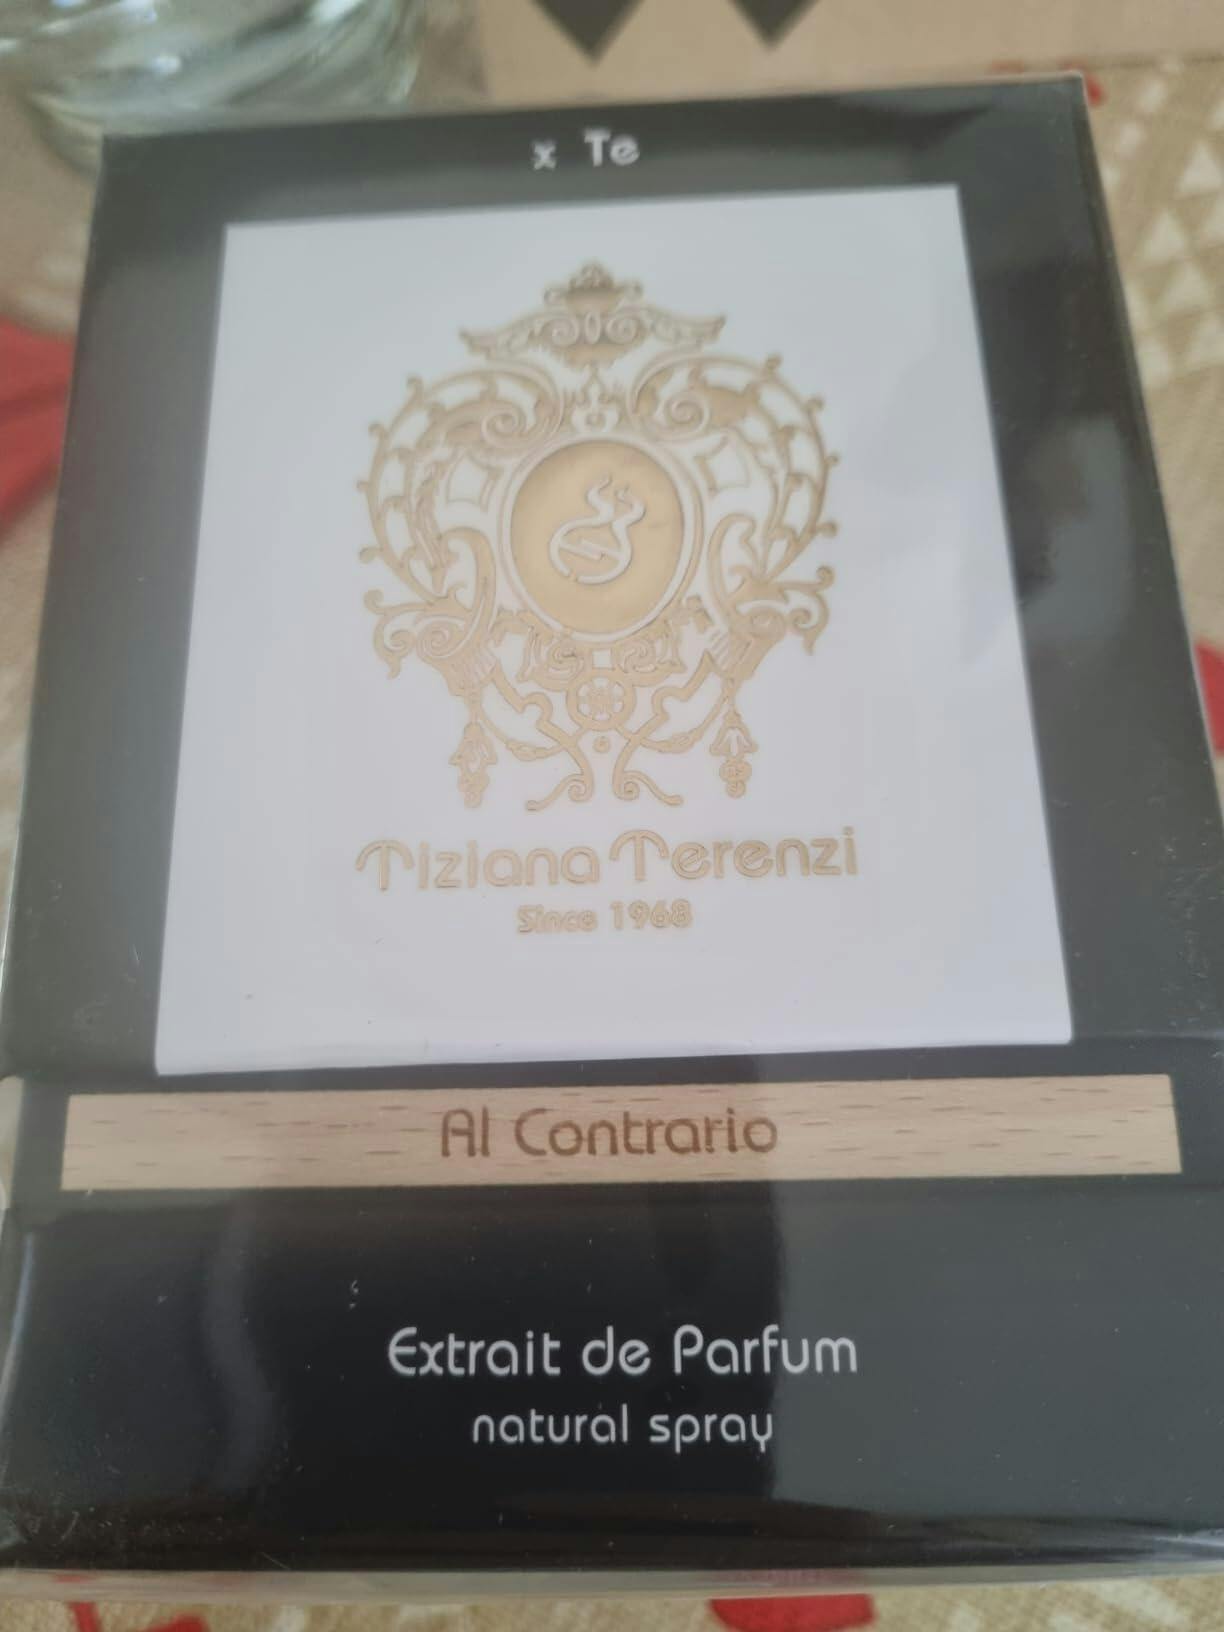 x Te
Tiziana Terenzi
Since 1968
Al Contrario
Extrait de Parfum
natural spray